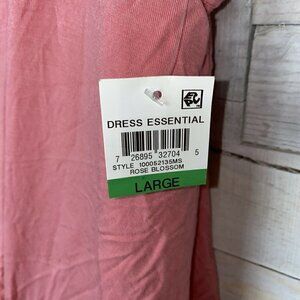 DRESS ESSENTIAL
7 26895 32704 5
STYLE 100052135MS
ROSE BLOSSOM
LARGE